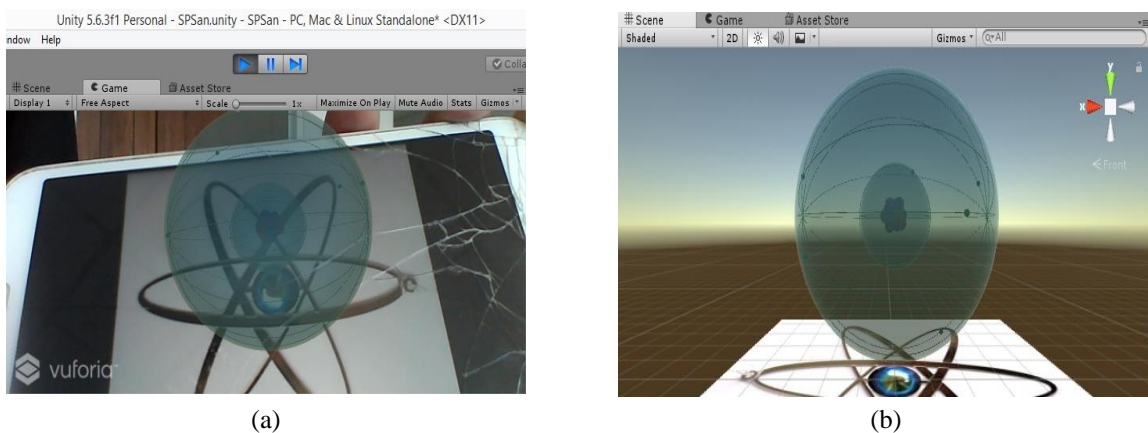 Unity 5.6.3f1 Personal - SPSan.unity - SPSan - PC, Mac & Linux Standalone* <DX11>
ndow Help
Colla
Scene Game Asset Store
Display 1 Free Aspect Scale 1x Maximize On Play Mute Audio Stats Gizmos
vuforia
(a)
Scene Game Asset Store
Shaded 2D Gizmos All
y
x
Front
(b)